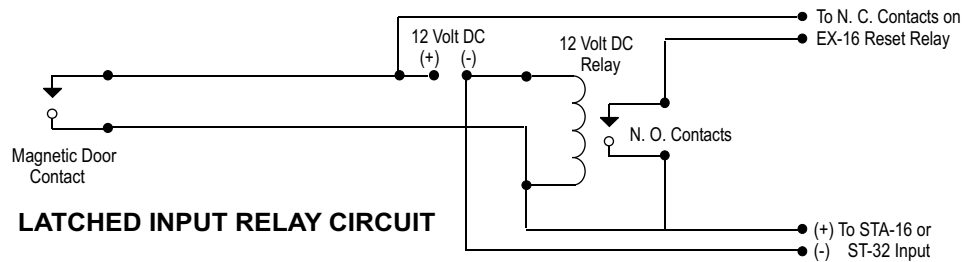 To N. C. Contacts on
EX-16 Reset Relay
12 Volt DC
(+) (-)
12 Volt DC
Relay
N. O. Contacts
Magnetic Door
Contact
LATCHED INPUT RELAY CIRCUIT
(+) To STA-16 or
(-) ST-32 Input